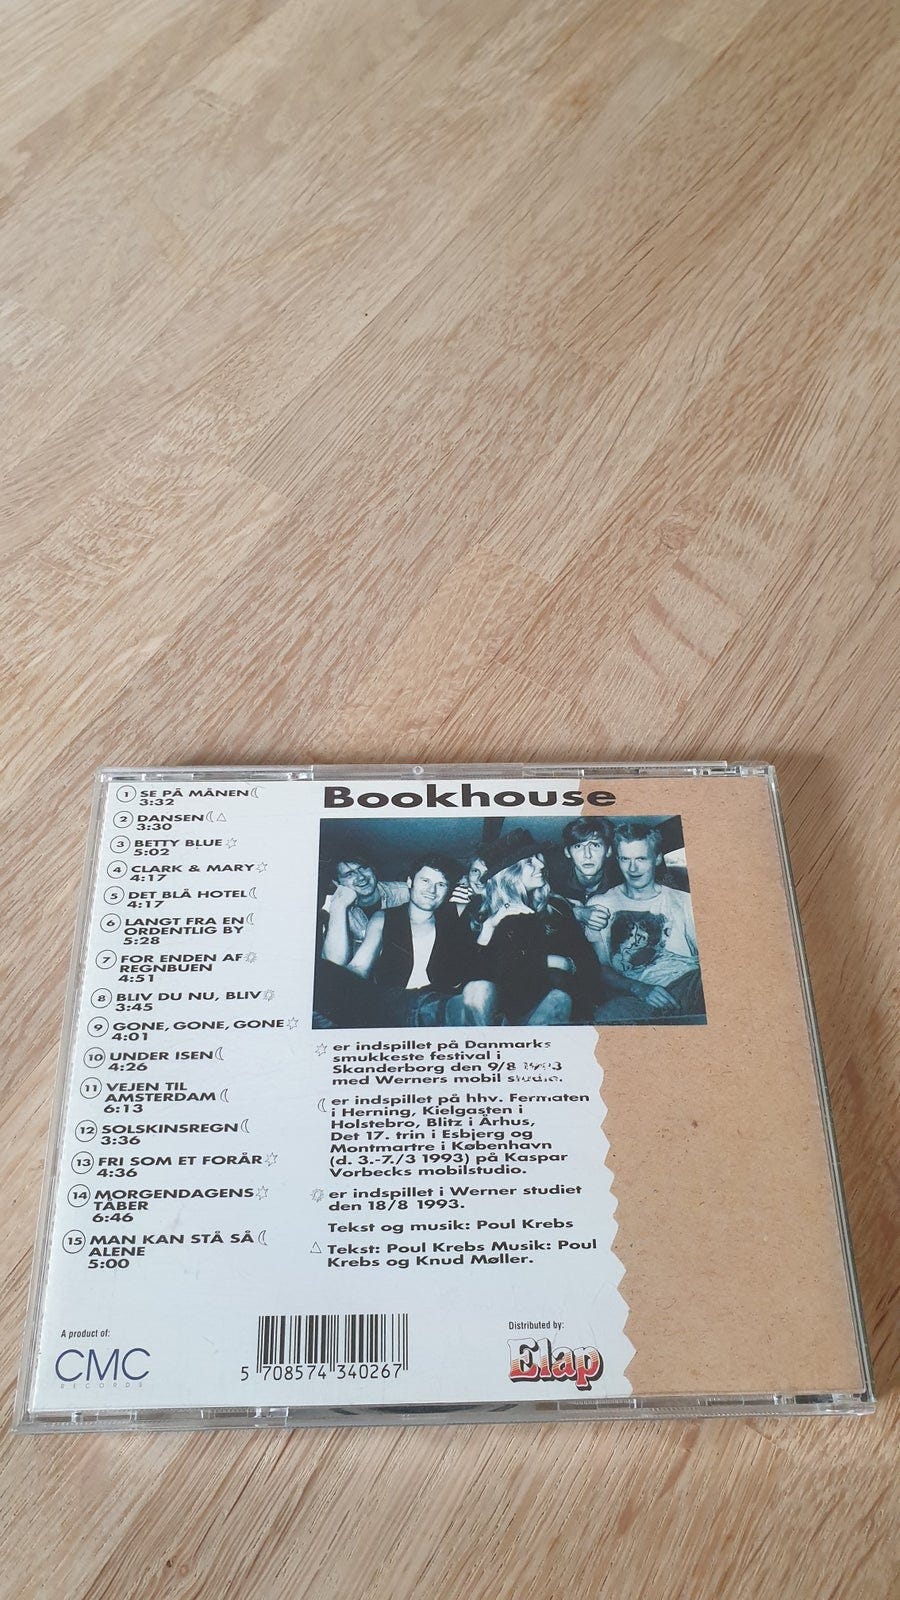 1 SE PÅ MÅNEN
3:32
2 DANSEN
3:30
3 BETTY BLUE
5:02
4 CLARK & MARY
4:17
5 DET BLÅ HOTEL
4:17
6 LANGT FRA EN
ORDENTLIG BY
5:28
7 FOR ENDEN AF
REGNBUEN
4:51
8 BLIV DU NU, BLIV
3:45
9 GONE, GONE, GONE
4:01
10 UNDER ISEN
4:26
11 VEJEN TIL
AMSTERDAM
6:13
12 SOLSKINSREGN
3:36
13 FRI SOM ET FORÅR
4:36
14 MORGENDAGENS
TÅBER
6:46
15 MAN KAN STÅ SÅ
ALENE
5:00
Bookhouse
er indspillet på Danmarks
smukkeste festival i
Skanderborg den 9/8 1993
med Werners mobil studio.
er indspillet på hhv. Fermaten
i Herning, Kielgasten i
Holstebro, Blitz i Århus,
Det 17. trin i Esbjerg og
Montmartre i København
(d. 3.-7./3 1993) på Kaspar
Vorbecks mobilstudio.
er indspillet i Werner studiet
den 18/8 1993.
Tekst og musik: Poul Krebs
Tekst: Poul Krebs Musik: Poul
Krebs og Knud Møller.
A product of:
CMC
RECORDS
5 708574 340267
Distributed by:
Elap